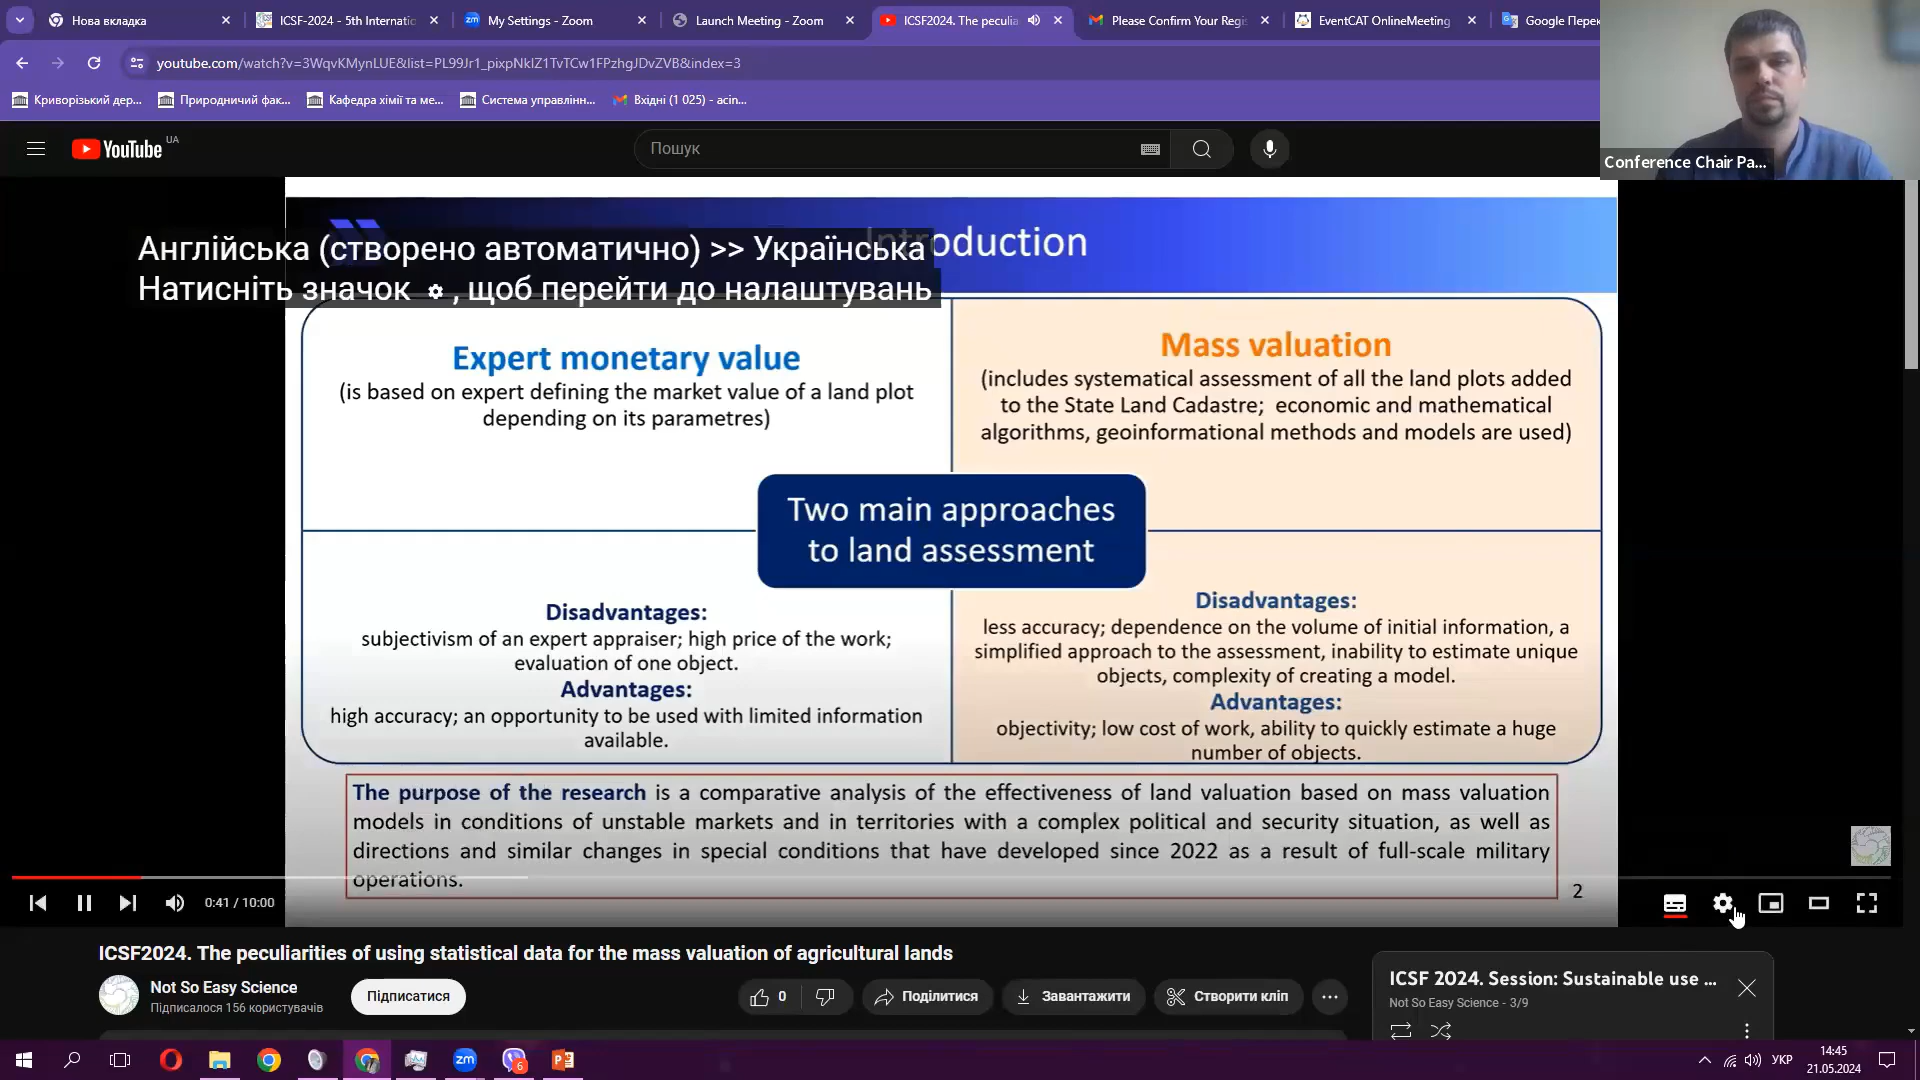 Нова вкладка
ICSF-2024 - 5th Internatic
My Settings - Zoom
Launch Meeting - Zoom
ICSF2024. The peculia
Please Confirm Your Regi
EventCAT OnlineMeeting
Google Перек
youtube.com/watch?v=3WqvKMynLUE&list=PL99Jr1_pixpNkIZ1TvTCw1FPzhgJDvZVB&index=3
Криворізький дер...
Природничий фак...
Кафедра хімії та ме...
Система управлінн...
Вхідні (1 025) - acin...
Conference Chair Pa...
YouTube UA
Пошук
Introduction
Англійська (створено автоматично) >> Українська
Натисніть значок , щоб перейти до налаштувань
Expert monetary value
(is based on expert defining the market value of a land plot
depending on its parametres)
Mass valuation
(includes systematical assessment of all the land plots added
to the State Land Cadastre; economic and mathematical
algorithms, geoinformational methods and models are used)
Two main approaches
to land assessment
Disadvantages:
subjectivism of an expert appraiser; high price of the work;
evaluation of one object.
Advantages:
high accuracy; an opportunity to be used with limited information
available.
Disadvantages:
less accuracy; dependence on the volume of initial information, a
simplified approach to the assessment, inability to estimate unique
objects, complexity of creating a model.
Advantages:
objectivity; low cost of work, ability to quickly estimate a huge
number of objects.
The purpose of the research is a comparative analysis of the effectiveness of land valuation based on mass valuation
models in conditions of unstable markets and in territories with a complex political and security situation, as well as
directions and similar changes in special conditions that have developed since 2022 as a result of full-scale military
operations.
2
0:41 / 10:00
ICSF2024. The peculiarities of using statistical data for the mass valuation of agricultural lands
Not So Easy Science
Підписалося 156 користувачів
Підписатися
0
Поділитися
Завантажити
Створити кліп
ICSF 2024. Session: Sustainable use ...
Not So Easy Science - 3/9
zm
6
УКР
14:45
21.05.2024